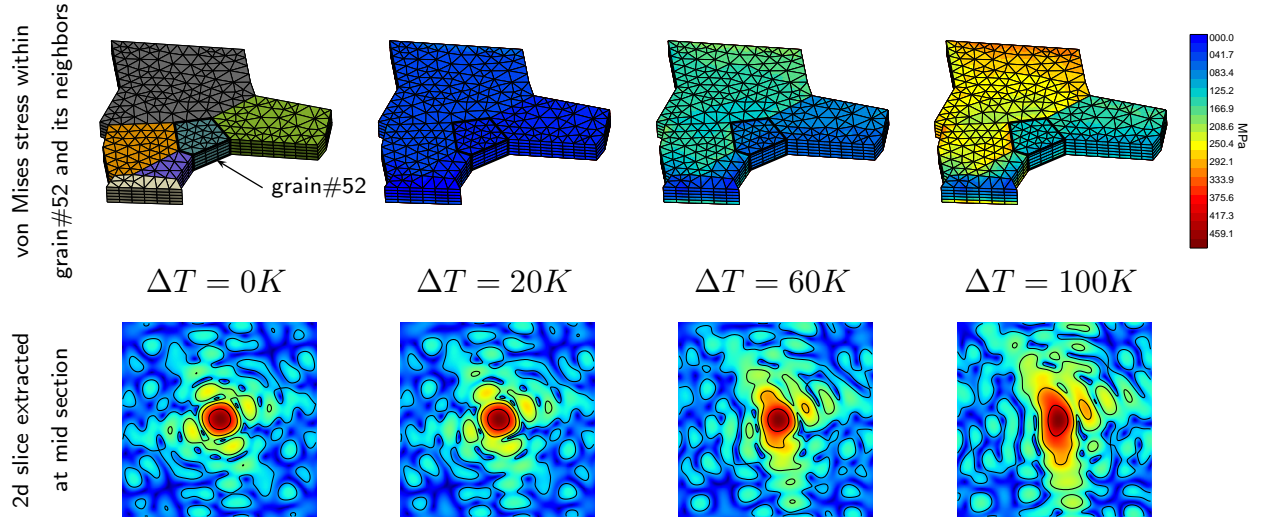 von Mises stress within
grain#52 and its neighbors
grain#52
000.0
041.7
083.4
125.2
166.9
208.6
250.4
292.1
333.9
375.6
417.3
459.1
MPa
ΔT = 0K
ΔT = 20K
ΔT = 60K
ΔT = 100K
2d slice extracted
at mid section